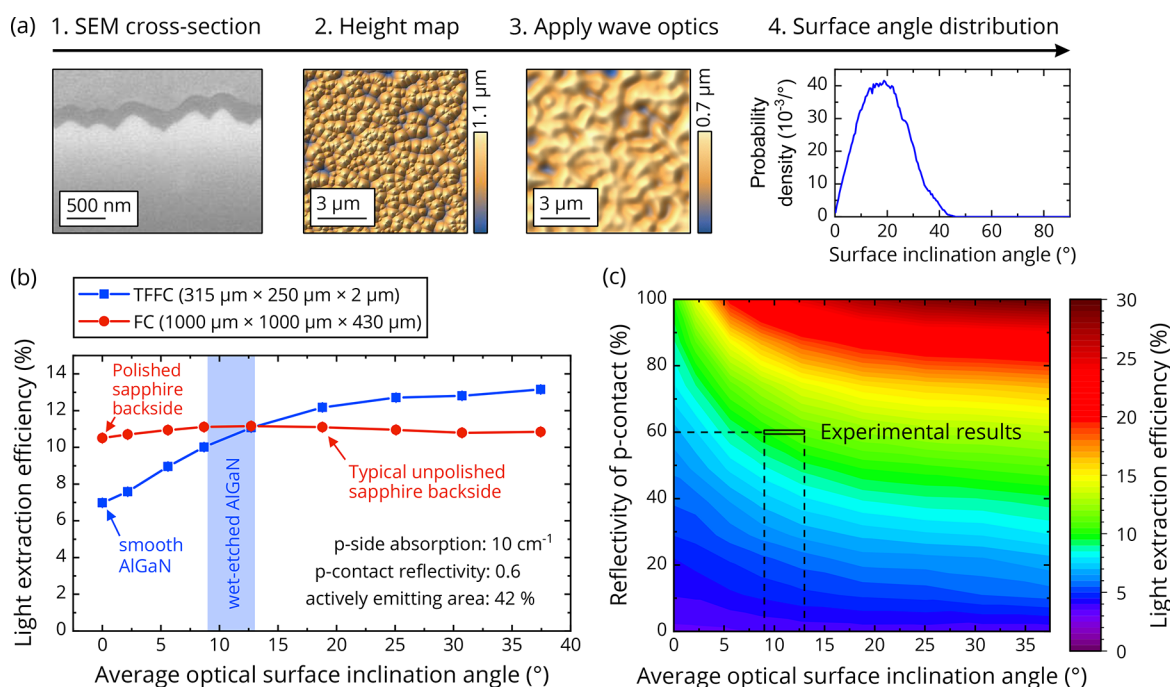 (a)
1. SEM cross-section
2. Height map
3. Apply wave optics
4. Surface angle distribution
500 nm
3 µm
1.1 µm
3 µm
0.7 µm
Probability
density (10⁻³/°)
40
30
20
10
0
0
20
40
60
80
Surface inclination angle (°)
(b)
TFFC (315 µm × 250 µm × 2 µm)
FC (1000 µm × 1000 µm × 430 µm)
Light extraction efficiency (%)
14
12
10
8
6
4
2
0
Polished
sapphire
backside
Typical unpolished
sapphire backside
smooth
AlGaN
wet-etched AlGaN
p-side absorption: 10 cm⁻¹
p-contact reflectivity: 0.6
actively emitting area: 42 %
0
5
10
15
20
25
30
35
40
Average optical surface inclination angle (°)
(c)
Reflectivity of p-contact (%)
100
80
60
40
20
0
Experimental results
0
5
10
15
20
25
30
35
Average optical surface inclination angle (°)
30
25
20
15
10
5
0
Light extraction efficiency (%)